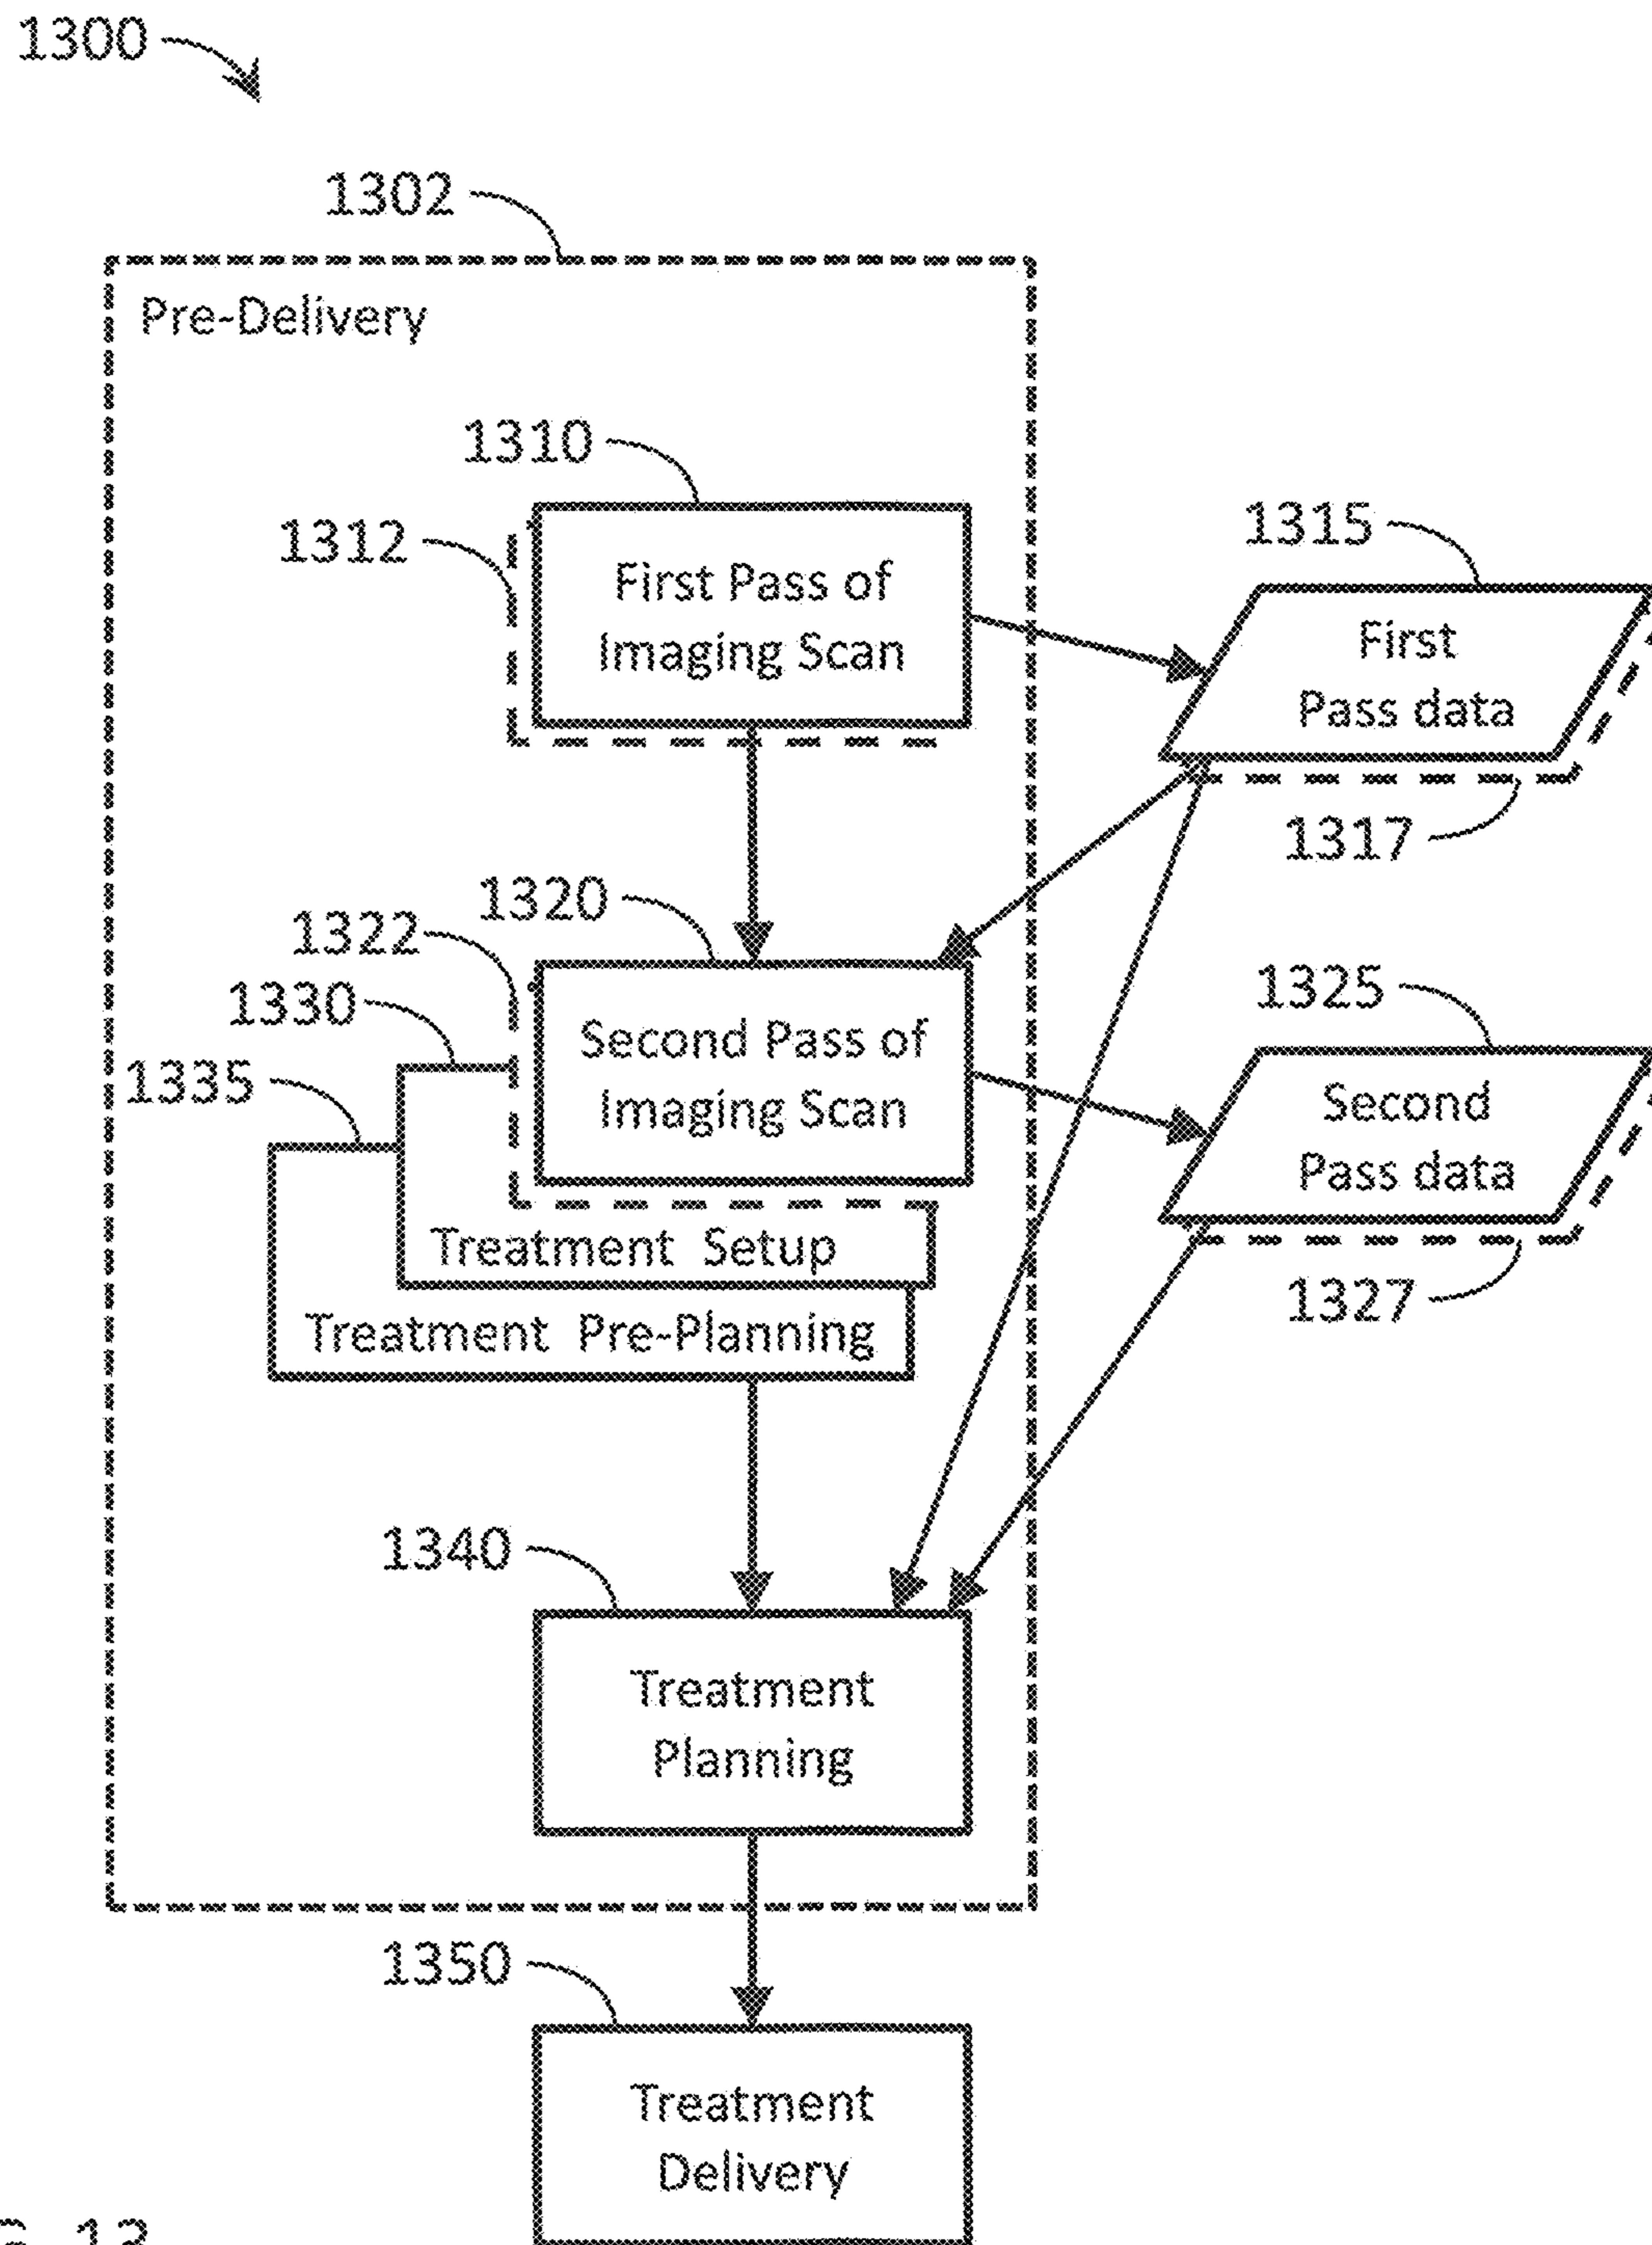 1300
1302
Pre-Delivery
1310
1312
First Pass of
Imaging Scan
1315
First
Pass data
1317
1320
1322
1330
1335
Second Pass of
Imaging Scan
1325
Second
Pass data
1327
Treatment Setup
Treatment Pre-Planning
1340
Treatment
Planning
1350
Treatment
Delivery